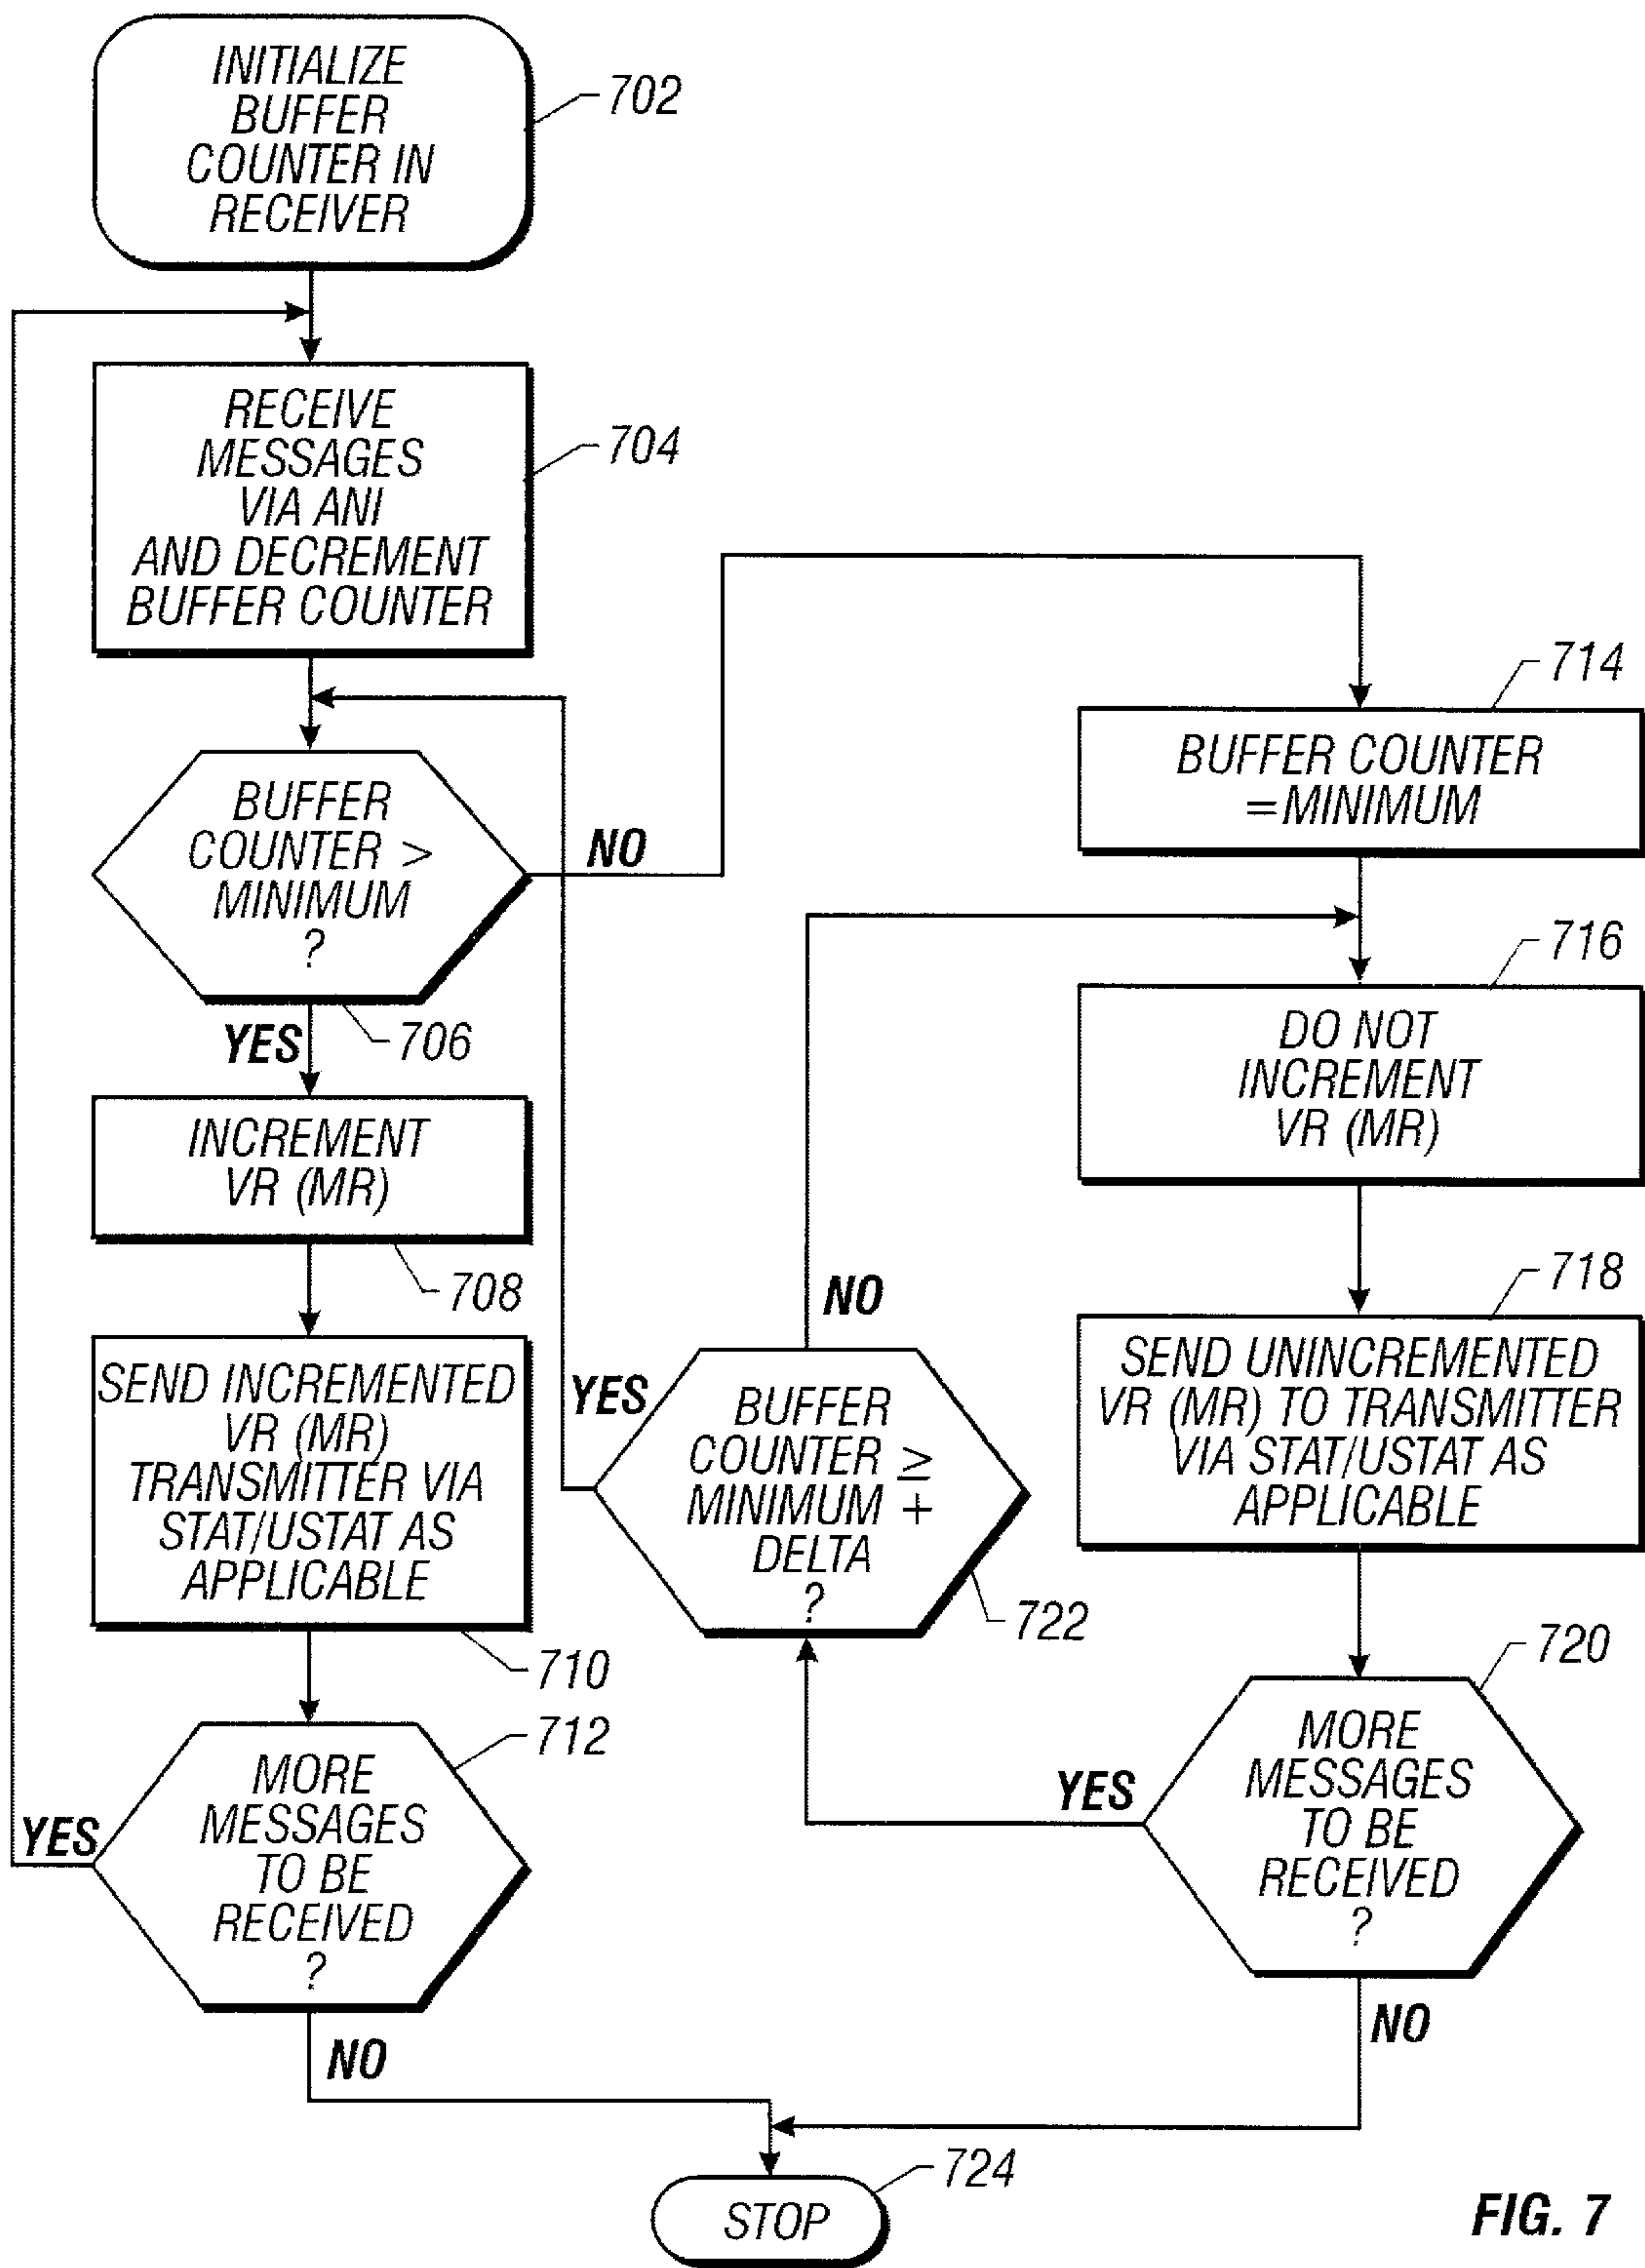 INITIALIZE
BUFFER
COUNTER IN
RECEIVER
702
RECEIVE
MESSAGES
VIA ANI
AND DECREMENT
BUFFER COUNTER
704
BUFFER
COUNTER >
MINIMUM
?
NO
YES
706
INCREMENT
VR (MR)
708
SEND INCREMENTED
VR (MR)
TRANSMITTER VIA
STAT/USTAT AS
APPLICABLE
710
712
MORE
MESSAGES
TO BE
RECEIVED
?
YES
NO
714
BUFFER COUNTER
=MINIMUM
716
DO NOT
INCREMENT
VR (MR)
718
SEND UNINCREMENTED
VR (MR) TO TRANSMITTER
VIA STAT/USTAT AS
APPLICABLE
720
MORE
MESSAGES
TO BE
RECEIVED
?
YES
NO
BUFFER
COUNTER ≥
MINIMUM +
DELTA
?
722
YES
NO
STOP
724
FIG. 7